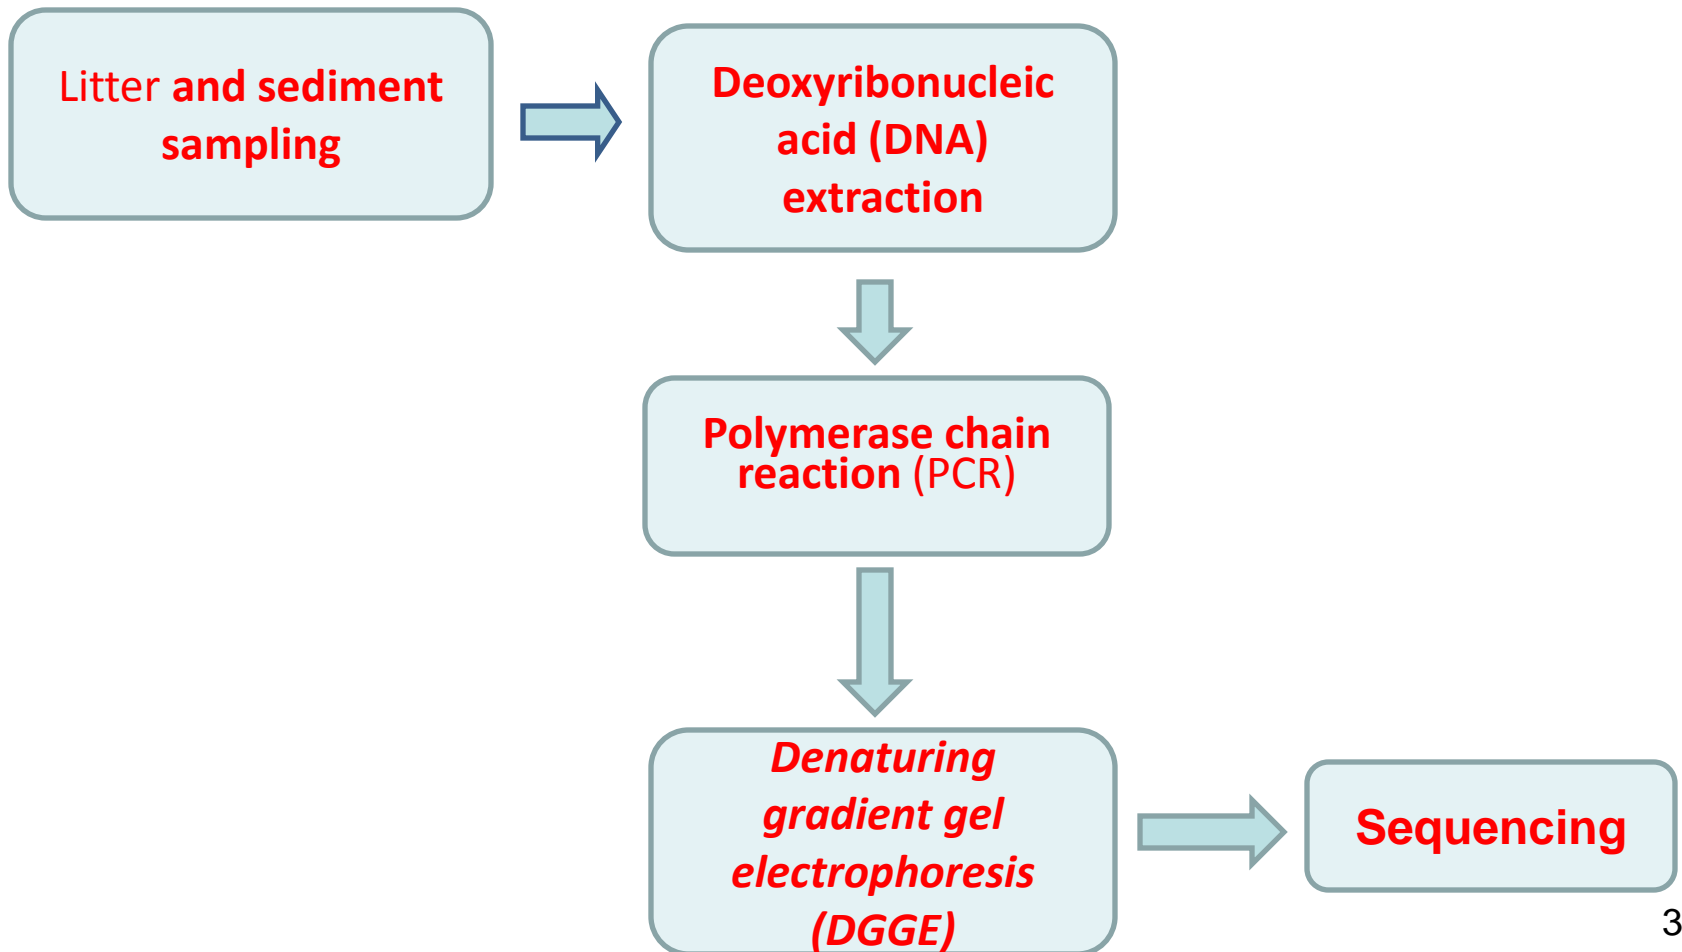 Litter and sediment
sampling
Deoxyribonucleic
acid (DNA)
extraction
Polymerase chain
reaction (PCR)
Denaturing
gradient gel
electrophoresis
(DGGE)
Sequencing
3